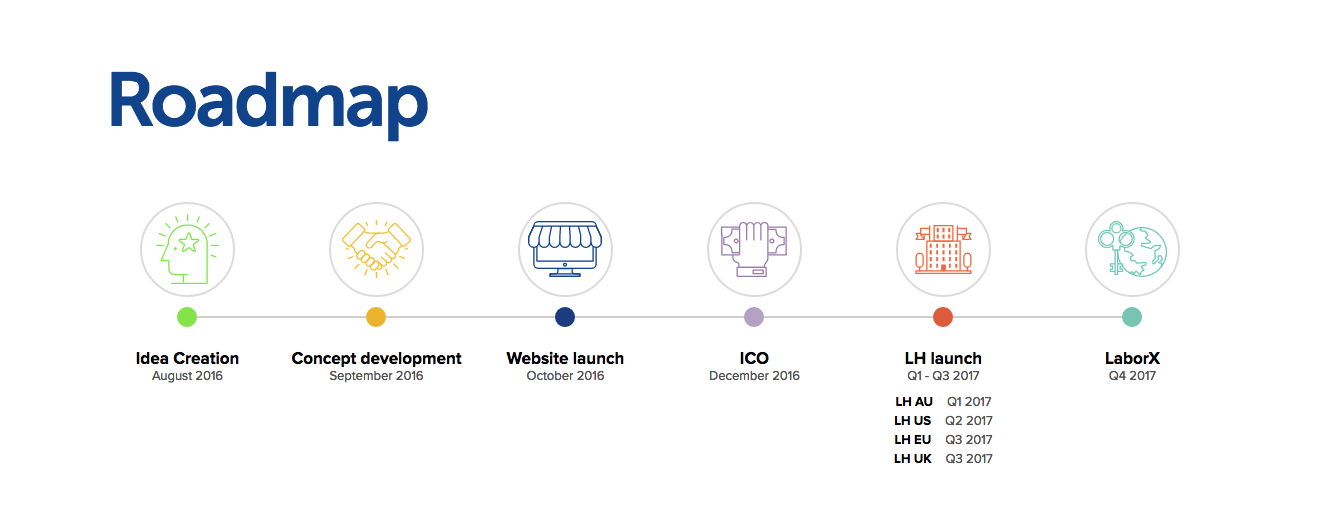 Roadmap
Idea Creation
August 2016
Concept development
September 2016
Website launch
October 2016
ICO
December 2016
LH launch
Q1 - Q3 2017
LH AU Q1 2017
LH US Q2 2017
LH EU Q3 2017
LH UK Q3 2017
LaborX
Q4 2017